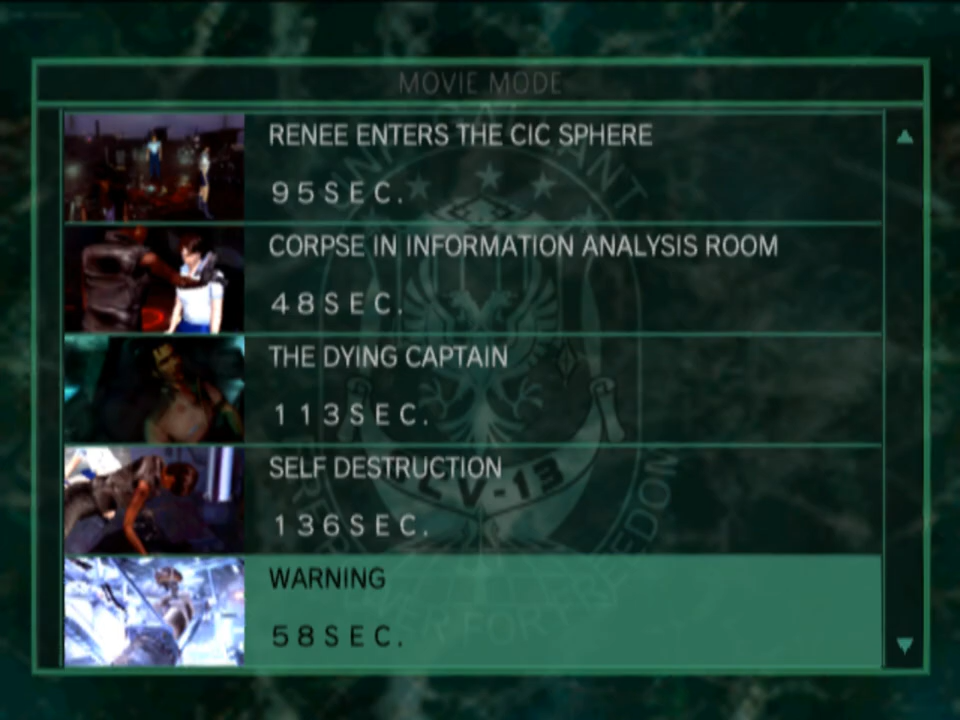 MOVIE MODE
RENEE ENTERS THE CIC SPHERE
95SEC.
CORPSE IN INFORMATION ANALYSIS ROOM
48SEC.
THE DYING CAPTAIN
113SEC.
SELF DESTRUCTION
136SEC.
WARNING
58SEC.